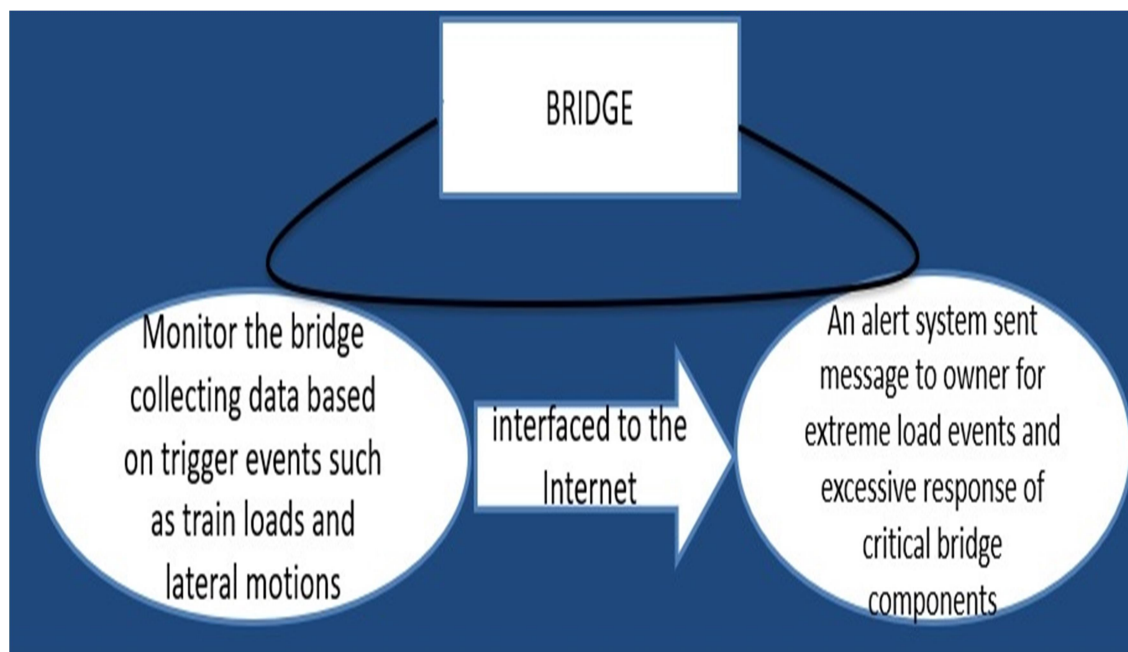 BRIDGE
Monitor the bridge
collecting data based
on trigger events such
as train loads and
lateral motions
interfaced to the
Internet
An alert system sent
message to owner for
extreme load events and
excessive response of
critical bridge
components